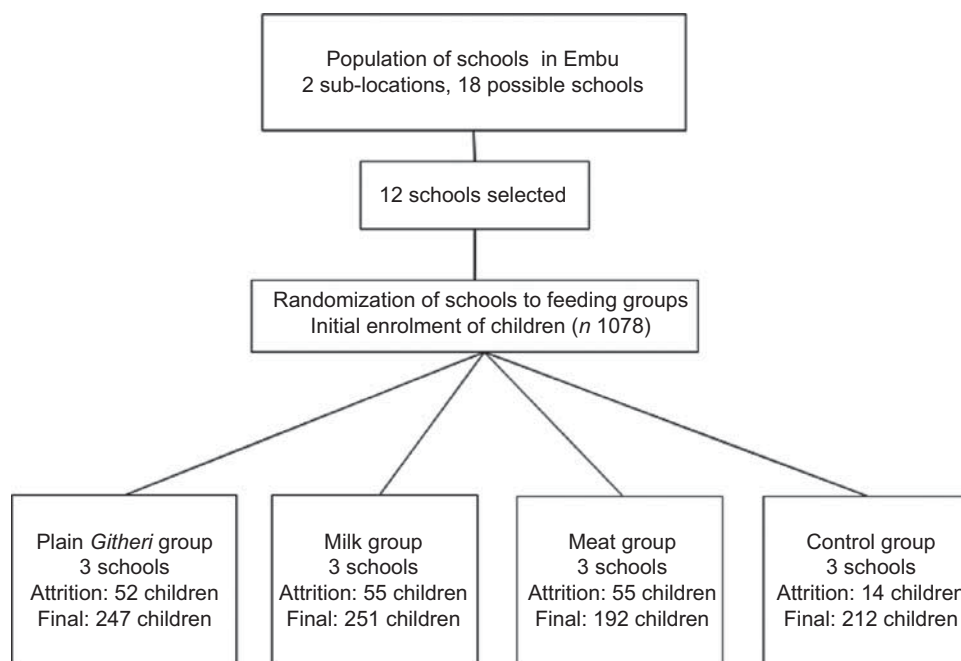 Population of schools in Embu
2 sub-locations, 18 possible schools
12 schools selected
Randomization of schools to feeding groups
Initial enrolment of children (n 1078)
Plain Githeri group
3 schools
Attrition: 52 children
Final: 247 children
Milk group
3 schools
Attrition: 55 children
Final: 251 children
Meat group
3 schools
Attrition: 55 children
Final: 192 children
Control group
3 schools
Attrition: 14 children
Final: 212 children